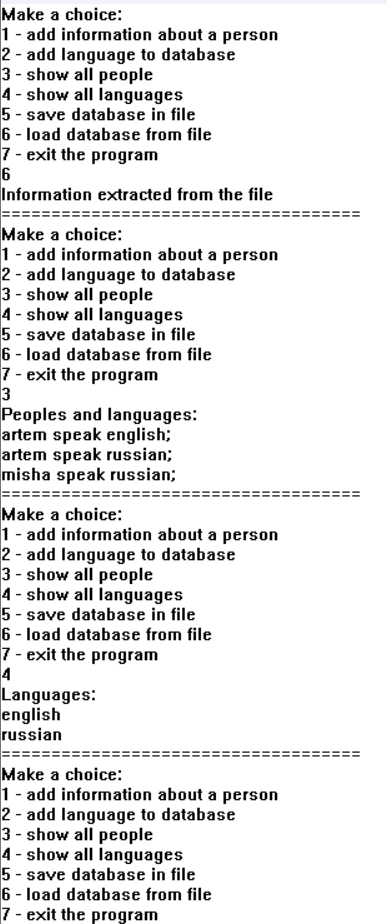 Make a choice:
1 - add information about a person
2 - add language to database
3 - show all people
4 - show all languages
5 - save database in file
6 - load database from file
7 - exit the program
6
Information extracted from the file
====================================
Make a choice:
1 - add information about a person
2 - add language to database
3 - show all people
4 - show all languages
5 - save database in file
6 - load database from file
7 - exit the program
3
Peoples and languages:
artem speak english;
artem speak russian;
misha speak russian;
====================================
Make a choice:
1 - add information about a person
2 - add language to database
3 - show all people
4 - show all languages
5 - save database in file
6 - load database from file
7 - exit the program
4
Languages:
english
russian
====================================
Make a choice:
1 - add information about a person
2 - add language to database
3 - show all people
4 - show all languages
5 - save database in file
6 - load database from file
7 - exit the program